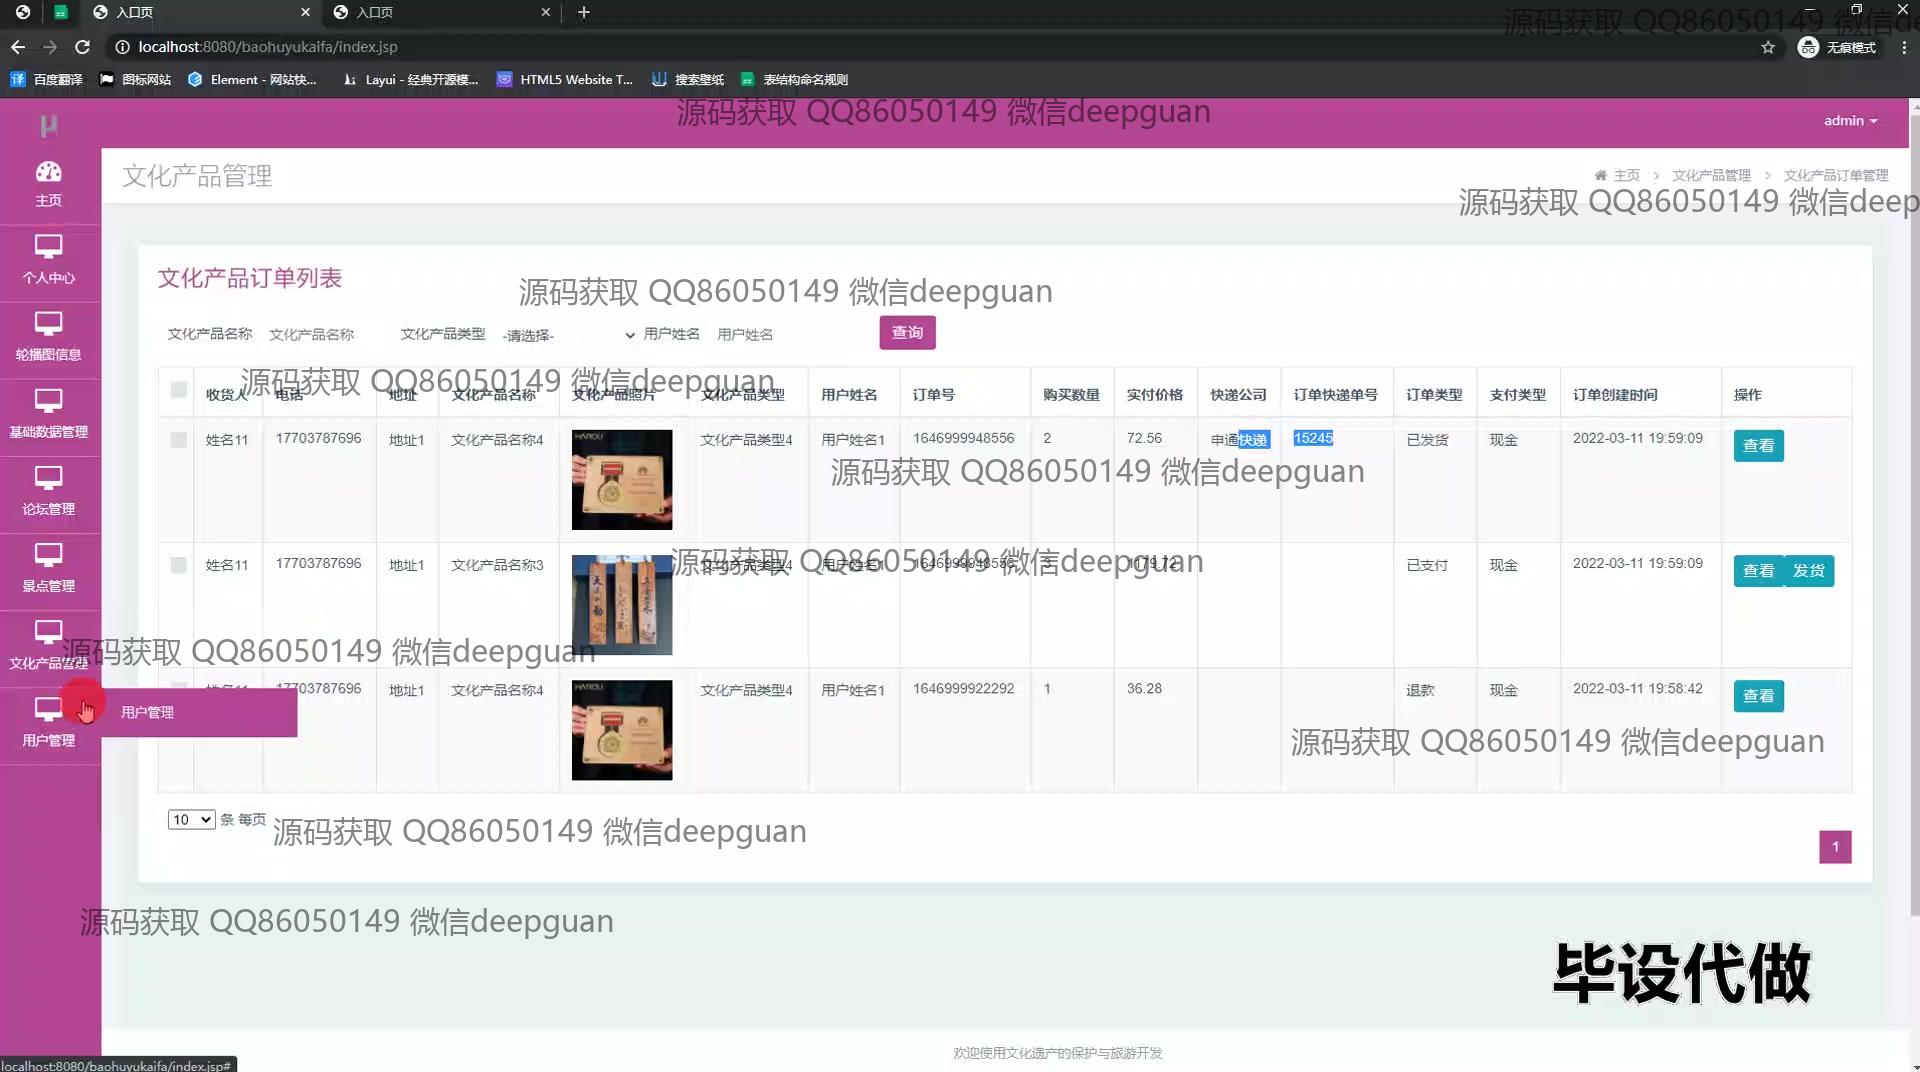 入口页
入口页
localhost:8080/baohuyukaifa/index.jsp
无痕模式
百度翻译
图标网站
Element - 网站快...
Layui - 经典开源模...
HTML5 Website T...
搜索壁纸
表结构命名规则
源码获取 QQ86050149 微信de
源码获取 QQ86050149 微信deepguan
admin
主页
个人中心
轮播图信息
基础数据管理
论坛管理
景点管理
文化产品管理
用户管理
用户管理
文化产品管理
主页 > 文化产品管理 > 文化产品订单管理
源码获取 QQ86050149 微信deep
文化产品订单列表
源码获取 QQ86050149 微信deepguan
文化产品名称 文化产品名称 文化产品类型 -请选择- 用户姓名 用户姓名 查询
源码获取 QQ86050149 微信deepguan
收货人 电话 地址 文化产品名称 文化产品照片 文化产品类型 用户姓名 订单号 购买数量 实付价格 快递公司 订单快递单号 订单类型 支付类型 订单创建时间 操作
姓名11 17703787696 地址1 文化产品名称4 文化产品类型4 用户姓名1 1646999948556 2 72.56 申通快递 15245 已发货 现金 2022-03-11 19:59:09 查看
HARDU
源码获取 QQ86050149 微信deepguan
姓名11 17703787696 地址1 文化产品名称3 文化产品类型4 用户姓名1 1646999948556 3 1179.72 已支付 现金 2022-03-11 19:59:09 查看 发货
源码获取 QQ86050149 微信deepguan
源码获取 QQ86050149 微信deepguan
姓名11 17703787696 地址1 文化产品名称4 文化产品类型4 用户姓名1 1646999922292 1 36.28 退款 现金 2022-03-11 19:58:42 查看
HARDU
源码获取 QQ86050149 微信deepguan
10 条 每页
源码获取 QQ86050149 微信deepguan
1
源码获取 QQ86050149 微信deepguan
毕设代做
欢迎使用文化遗产的保护与旅游开发
localhost:8080/baohuyukaifa/index.jsp#